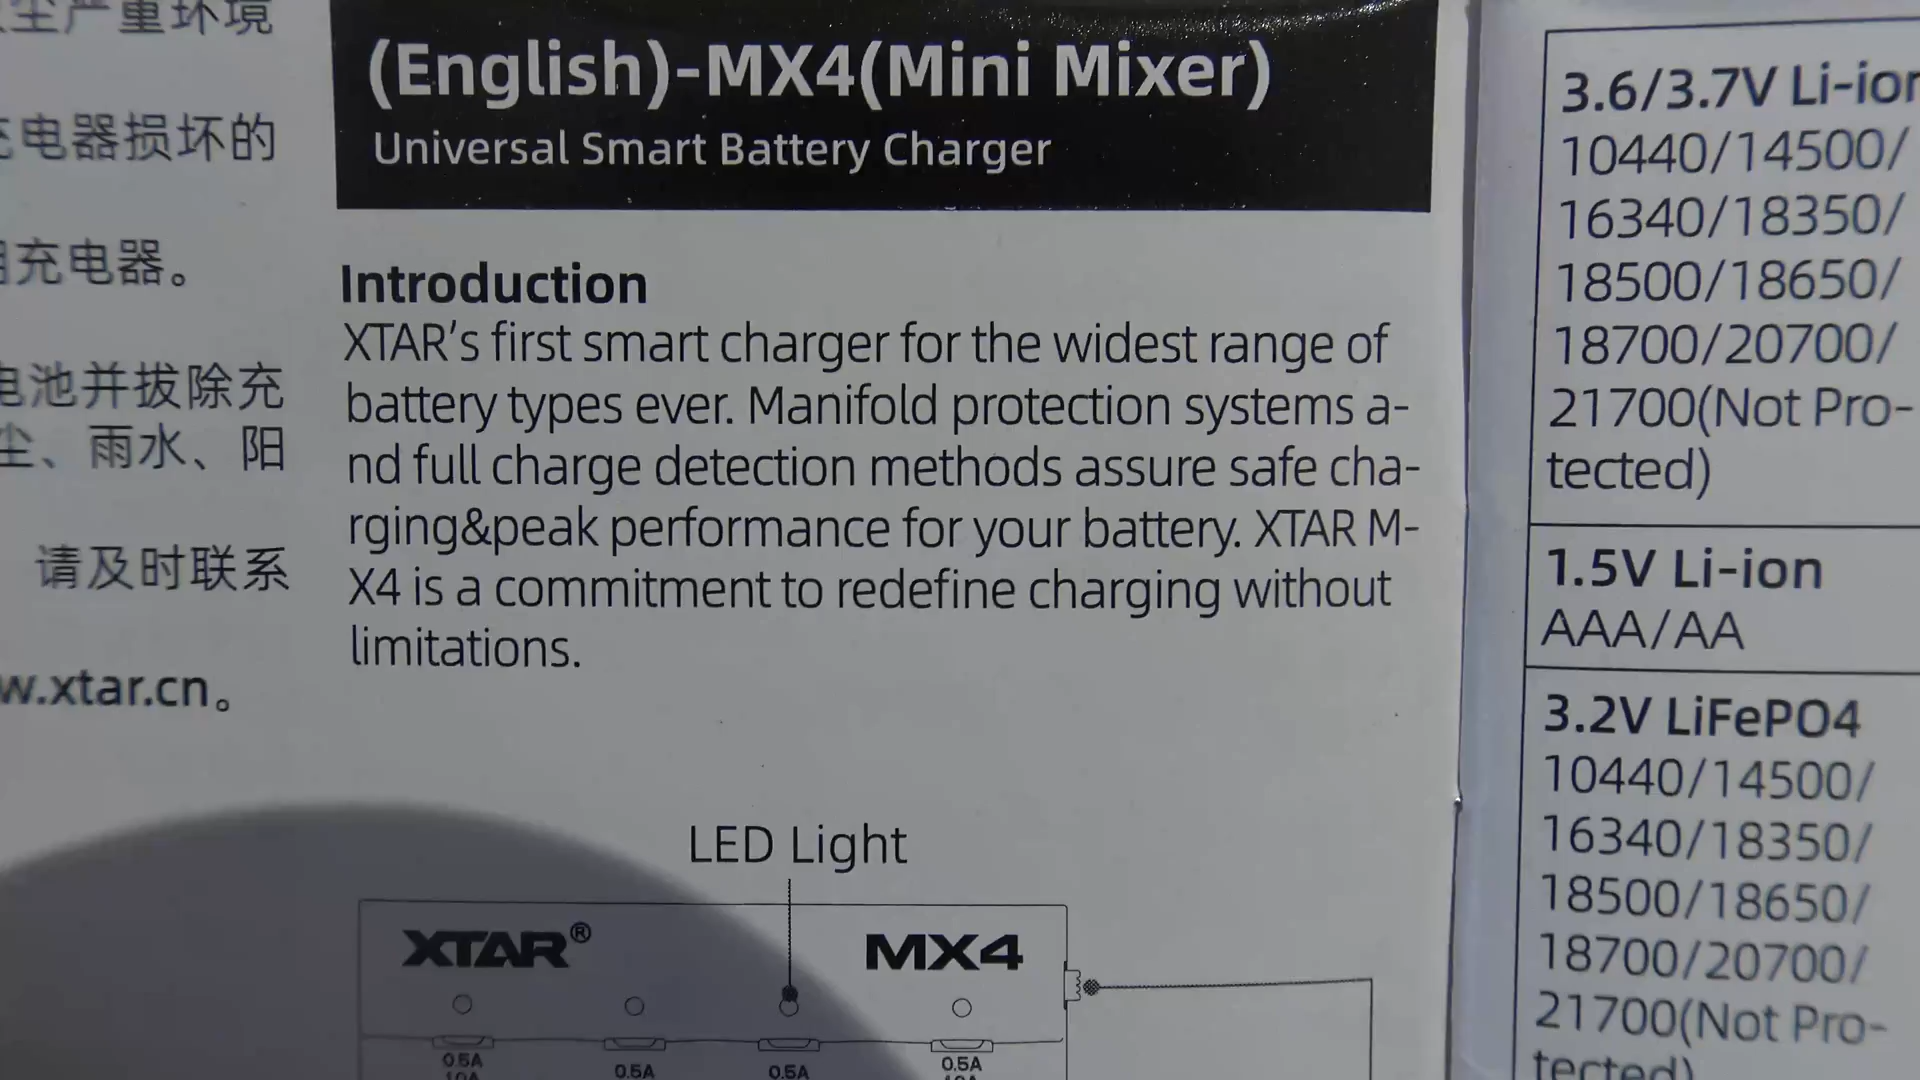 尘严重环境
充电器损坏的
用充电器。
电池并拔除充
尘、雨水、阳
请及时联系
w.xtar.cn。
(English)-MX4(Mini Mixer)
Universal Smart Battery Charger
Introduction
XTAR's first smart charger for the widest range of
battery types ever. Manifold protection systems a-
nd full charge detection methods assure safe cha-
rging&peak performance for your battery. XTAR M-
X4 is a commitment to redefine charging without
limitations.
LED Light
XTAR® MX4
0.5A 0.5A 0.5A 0.5A
3.6/3.7V Li-ion
10440/14500/
16340/18350/
18500/18650/
18700/20700/
21700(Not Pro-
tected)
1.5V Li-ion
AAA/AA
3.2V LiFePO4
10440/14500/
16340/18350/
18500/18650/
18700/20700/
21700(Not Pro-
tected)